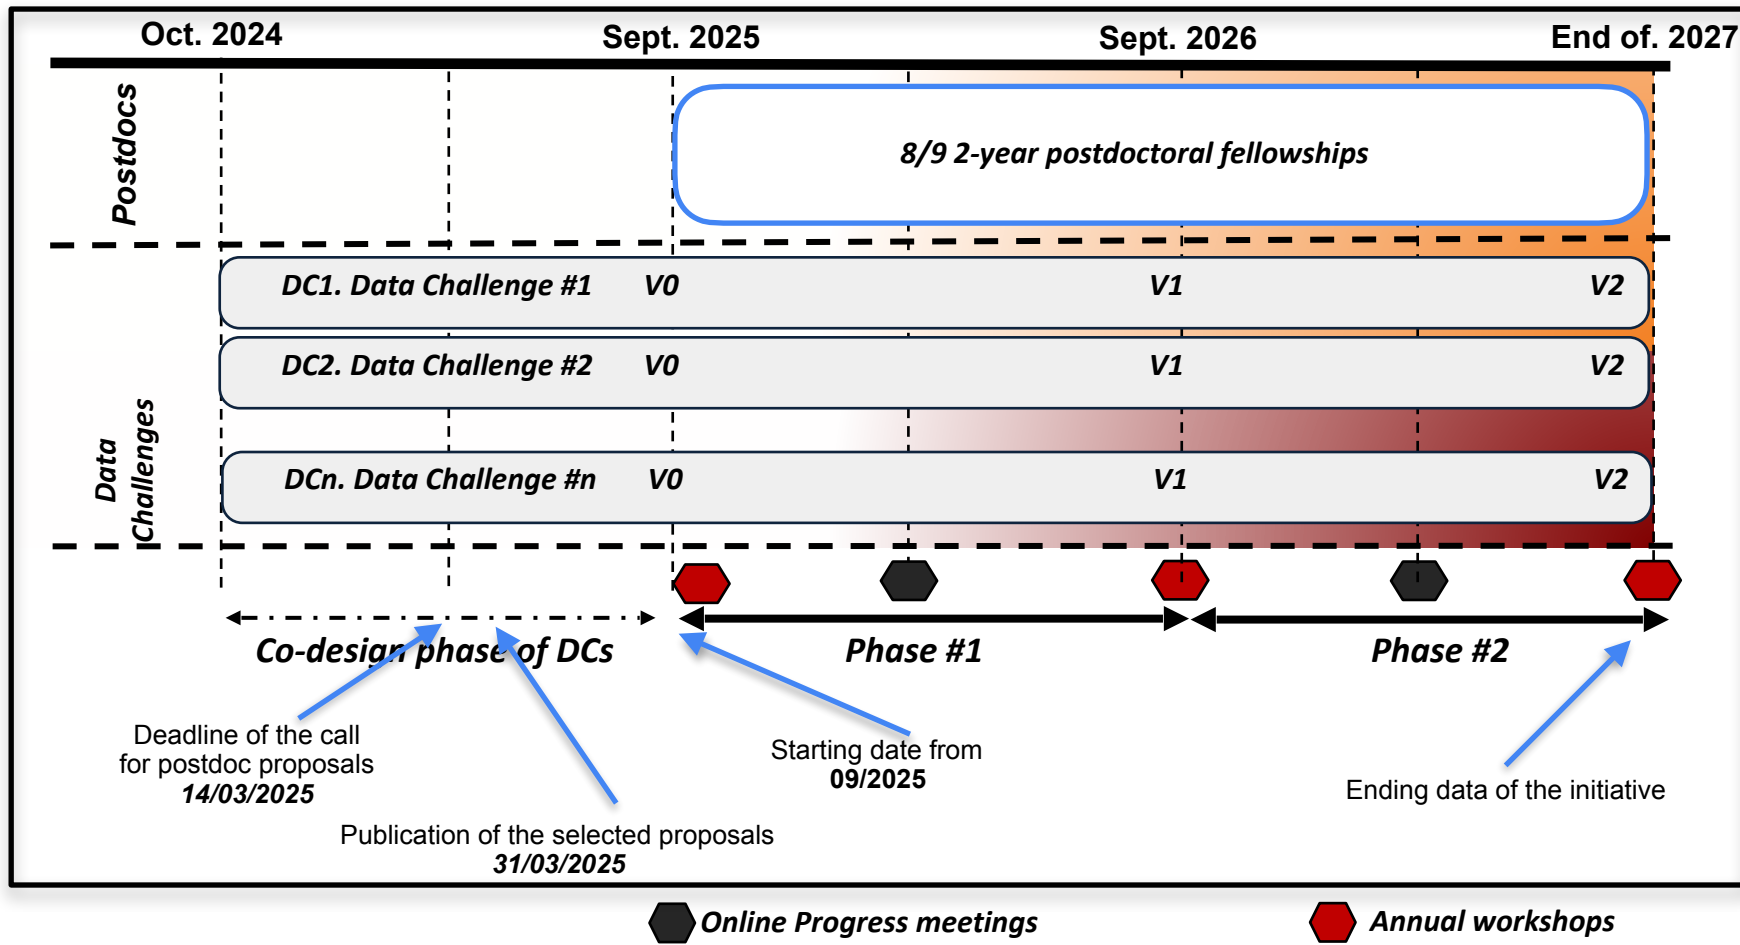 Oct. 2024
Sept. 2025
Sept. 2026
End of. 2027
Postdocs
8/9 2-year postdoctoral fellowships
DC1. Data Challenge #1 V0 V1 V2
DC2. Data Challenge #2 V0 V1 V2
Data
Challenges
DCn. Data Challenge #n V0 V1 V2
Co-design phase of DCs
Phase #1
Phase #2
Deadline of the call
for postdoc proposals
14/03/2025
Publication of the selected proposals
31/03/2025
Starting date from
09/2025
Ending data of the initiative
Online Progress meetings
Annual workshops